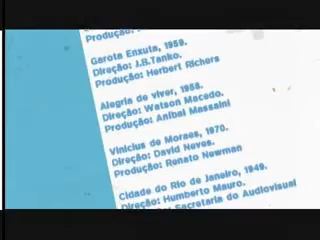 Produção:
Garota Enxuta, 1959.
Direção: J.B.Tanko.
Produção: Herbert Richers
Alegria de viver, 1958.
Direção: Watson Macedo.
Produção: Anibal Massaini
Vinicius de Moraes, 1970.
Direção: David Neves.
Produção: Renato Newman
Cidade do Rio de Janeiro, 1949.
Direção: Humberto Mauro.
Secretaria do Audiovisual